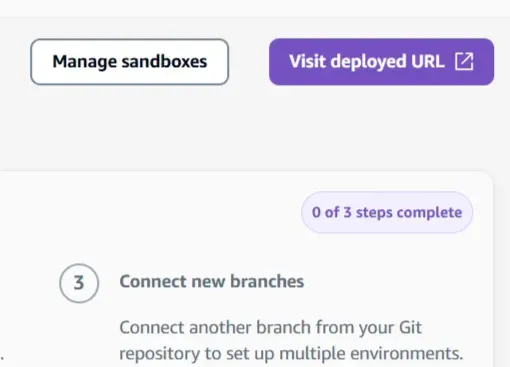 Manage sandboxes
Visit deployed URL
0 of 3 steps complete
3
Connect new branches
Connect another branch from your Git
. repository to set up multiple environments.